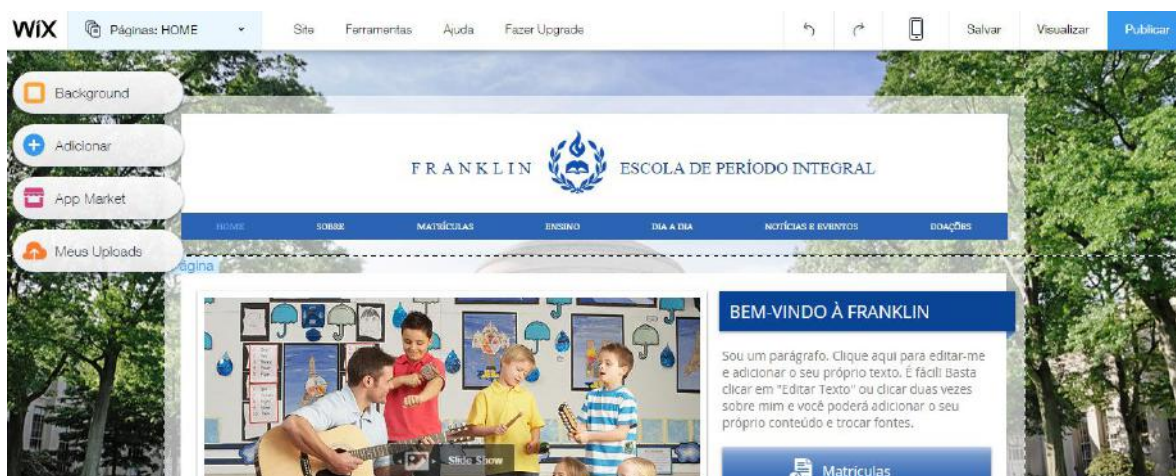 WiX
Páginas: HOME
Site
Ferramentas
Ajuda
Fazer Upgrade
Salvar
Visualizar
Publicar
Background
Adicionar
App Market
Meus Uploads
FRANKLIN
ESCOLA DE PERÍODO INTEGRAL
HOME
SOBRE
MATRÍCULAS
ENSINO
DIA A DIA
NOTÍCIAS E EVENTOS
DOAÇÕES
ágina
BEM-VINDO À FRANKLIN
Sou um parágrafo. Clique aqui para editar-me
e adicionar o seu próprio texto. É fácil! Basta
clicar em "Editar Texto" ou clicar duas vezes
sobre mim e você poderá adicionar o seu
próprio conteúdo e trocar fontes.
Slide Show
Matrículas